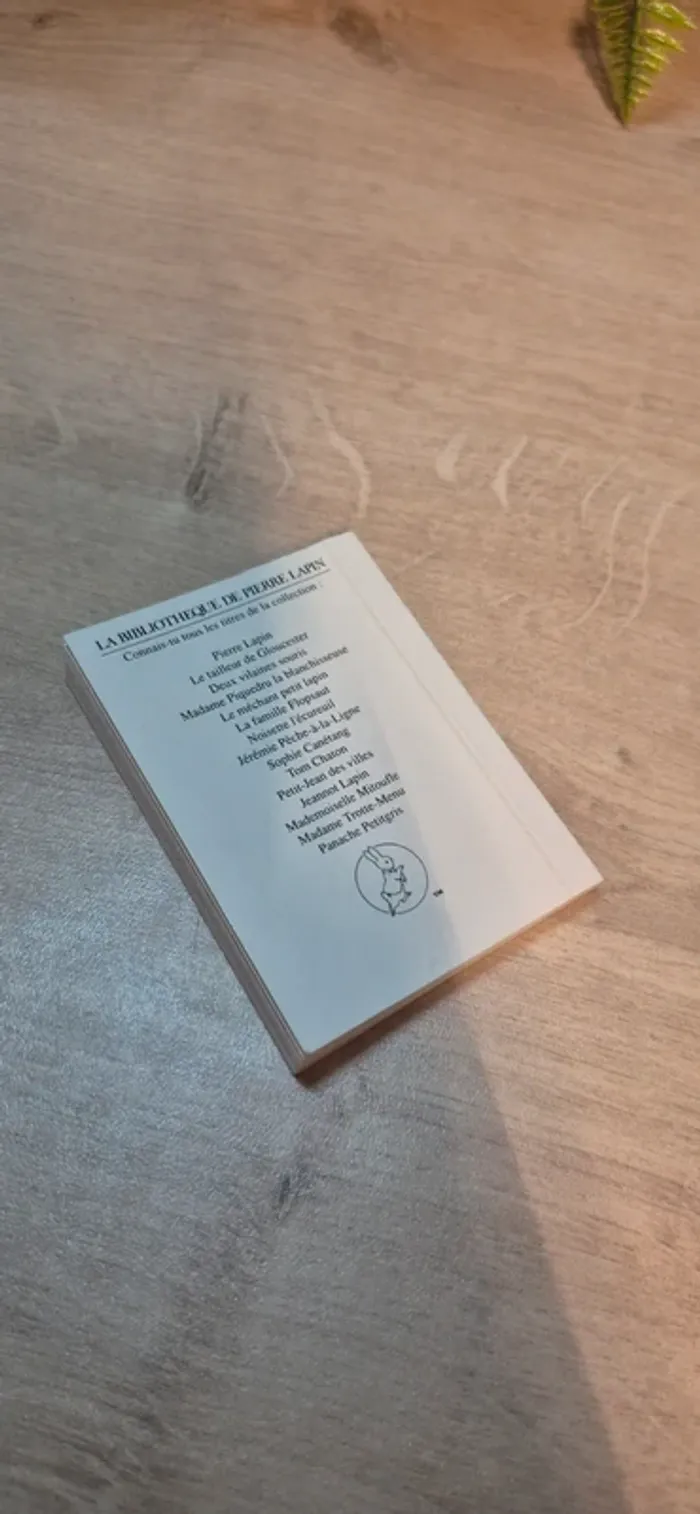 LA BIBLIOTHEQUE DE PIERRE LAPIN
Connais-tu tous les titres de la collection :
Pierre Lapin
Le tailleur de Gloucester
Deux vilaines souris
Madame Piquedru la blanchisseuse
Le méchant petit lapin
La famille Flopsaut
Noisette l'écureuil
Jérémie Pêche-à-la-Ligne
Sophie Canétang
Tom Chaton
Petit-Jean des villes
Jeannot Lapin
Mademoiselle Mitoufle
Madame Trotte-Menu
Panache Petitgris
™